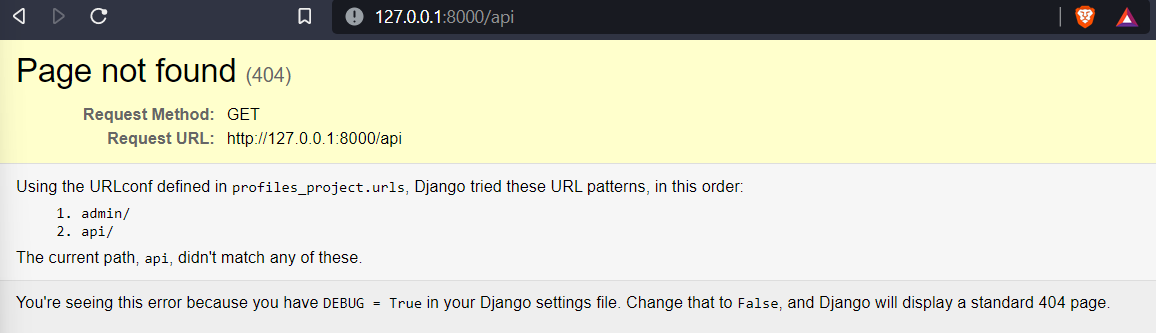 127.0.0.1:8000/api
Page not found (404)
Request Method: GET
Request URL: http://127.0.0.1:8000/api
Using the URLconf defined in profiles_project.urls, Django tried these URL patterns, in this order:
1. admin/
2. api/
The current path, api, didn't match any of these.
You're seeing this error because you have DEBUG = True in your Django settings file. Change that to False, and Django will display a standard 404 page.